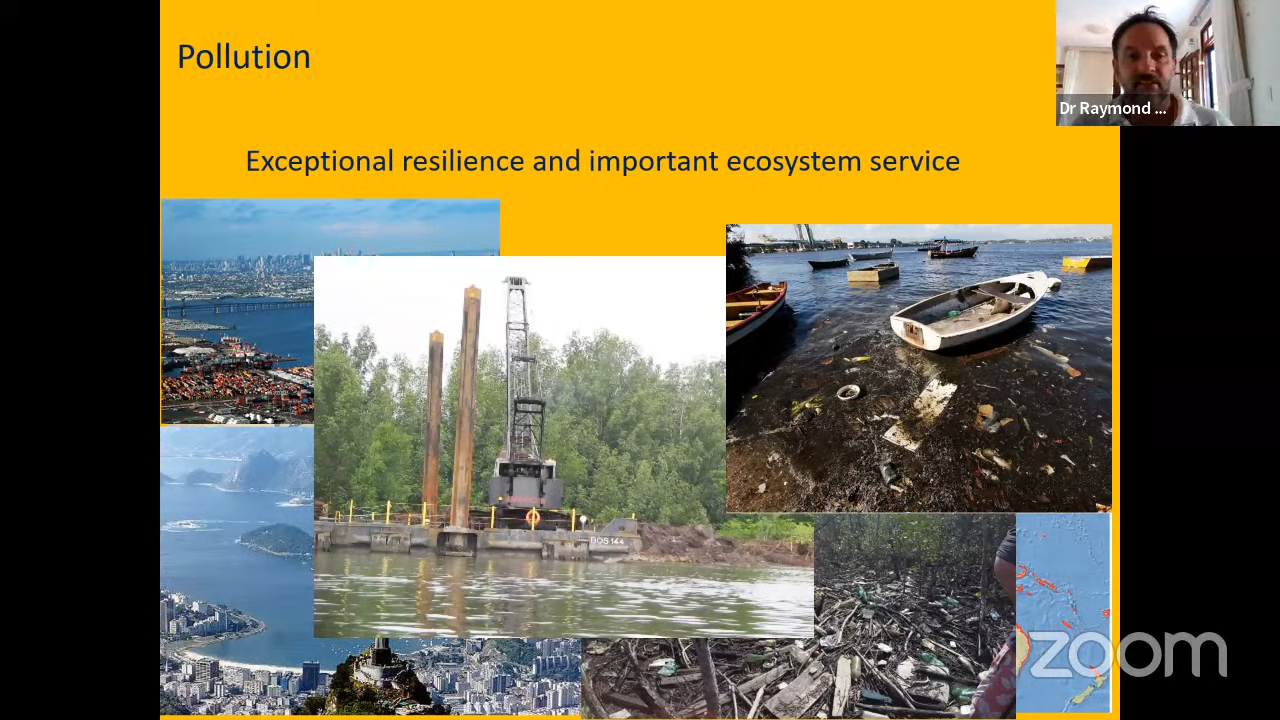 Pollution
Dr Raymond ...
Exceptional resilience and important ecosystem service
BOS 144
zoom